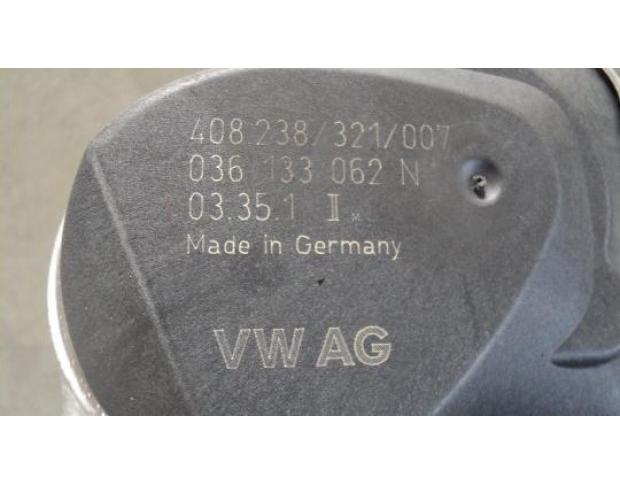 408.238/321/007
036 133 062 N
03.35.1 II M
Made in Germany
VW AG